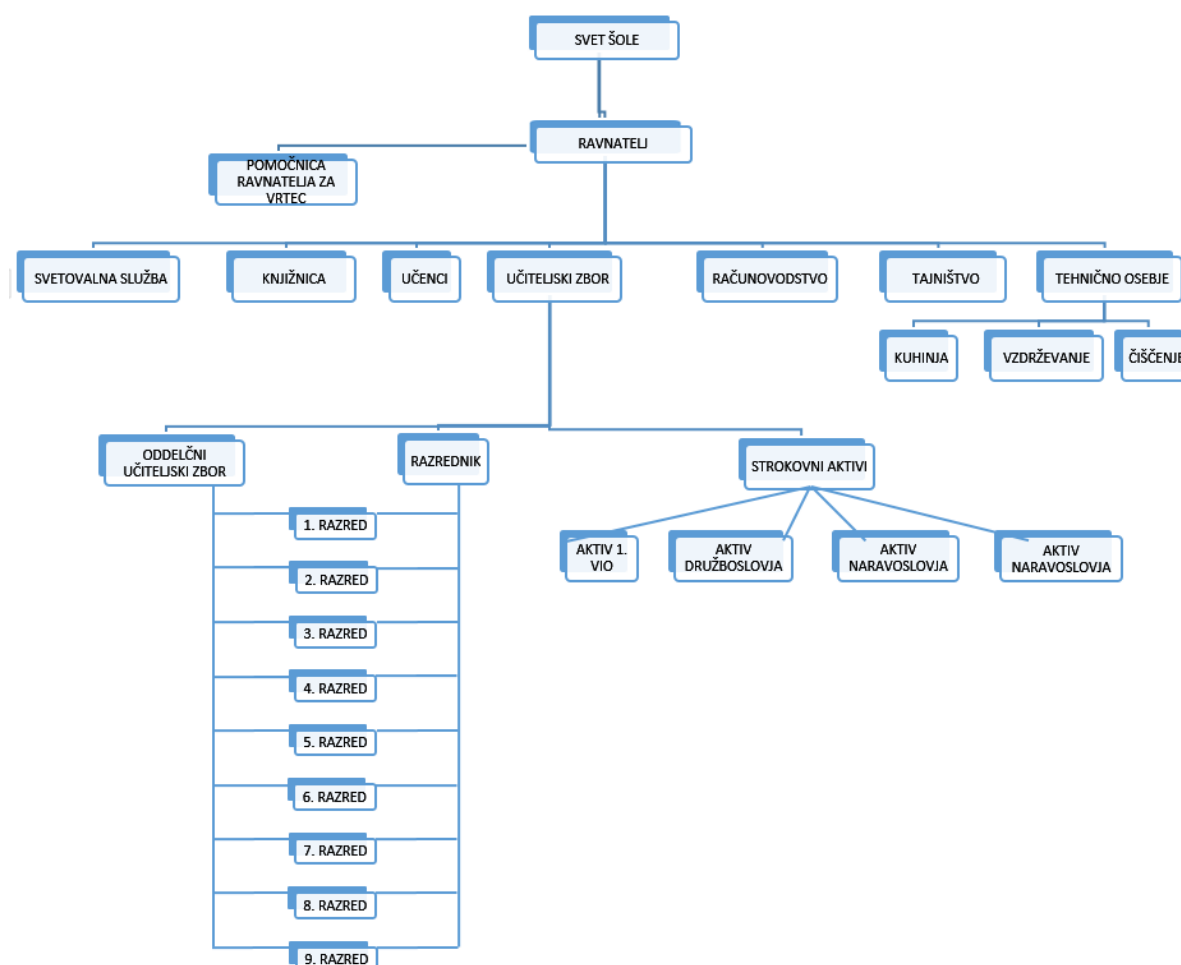 SVET ŠOLE
RAVNATELJ
POMOČNICA
RAVNATELJA ZA
VRTEC
SVETOVALNA SLUŽBA
KNJIŽNICA
UČENCI
UČITELJSKI ZBOR
RAČUNOVODSTVO
TAJNIŠTVO
TEHNIČNO OSEBJE
KUHINJA
VZDRŽEVANJE
ČIŠČENJE
ODDELČNI
UČITELJSKI ZBOR
RAZREDNIK
STROKOVNI AKTIVI
1. RAZRED
2. RAZRED
3. RAZRED
4. RAZRED
5. RAZRED
6. RAZRED
7. RAZRED
8. RAZRED
9. RAZRED
AKTIV 1.
VIO
AKTIV
DRUŽBOSLOVJA
AKTIV
NARAVOSLOVJA
AKTIV
NARAVOSLOVJA